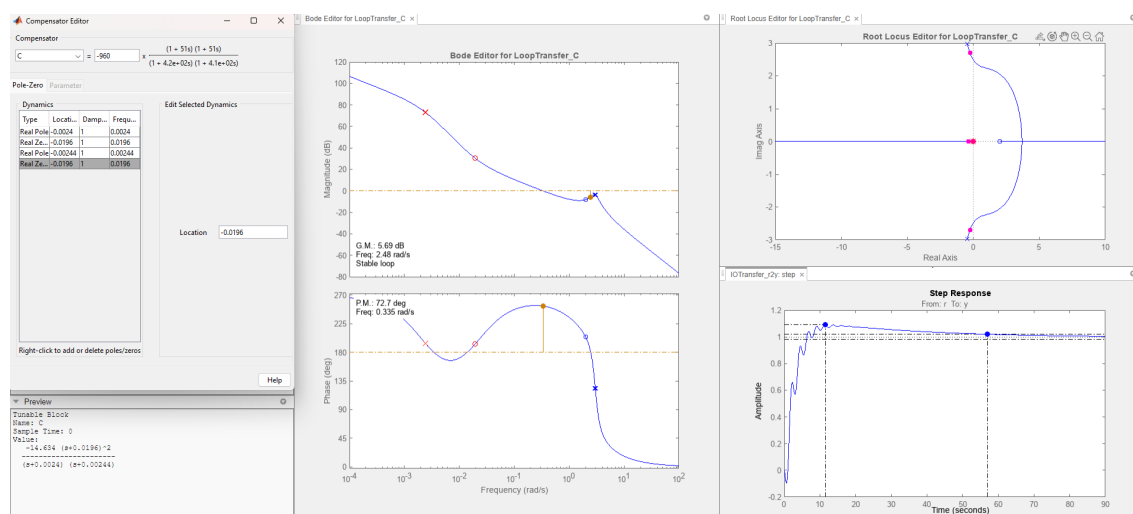 Compensator Editor
Compensator
C = -960 x (1 + 51s) (1 + 51s)
(1 + 4.2e+02s) (1 + 4.1e+02s)
Pole-Zero Parameter
Dynamics
Type Locati... Damp... Frequ...
Real Pole -0.0024 1 0.0024
Real Ze... -0.0196 1 0.0196
Real Pole -0.00244 1 0.00244
Real Ze... -0.0196 1 0.0196
Right-click to add or delete poles/zeros
Edit Selected Dynamics
Location -0.0196
Help
Preview
Tunable Block
Name: C
Sample Time: 0
Value:
-14.634 (s+0.0196)^2
----------------------
(s+0.0024) (s+0.00244)
Bode Editor for LoopTransfer_C ×
Bode Editor for LoopTransfer_C
Magnitude (dB)
120
100
80
60
40
20
0
-20
-40
-60
-80
G.M.: 5.69 dB
Freq: 2.48 rad/s
Stable loop
Phase (deg)
270
225
180
135
90
45
0
P.M.: 72.7 deg
Freq: 0.335 rad/s
10^-4 10^-3 10^-2 10^-1 10^0 10^1 10^2
Frequency (rad/s)
Root Locus Editor for LoopTransfer_C ×
Root Locus Editor for LoopTransfer_C
Imag Axis
3
2
1
0
-1
-2
-3
-15 -10 -5 0 5 10
Real Axis
IOTransfer_r2y: step ×
Step Response
From: r To: y
Amplitude
1.2
1
0.8
0.6
0.4
0.2
0
-0.2
0 10 20 30 40 50 60 70 80 90
Time (seconds)